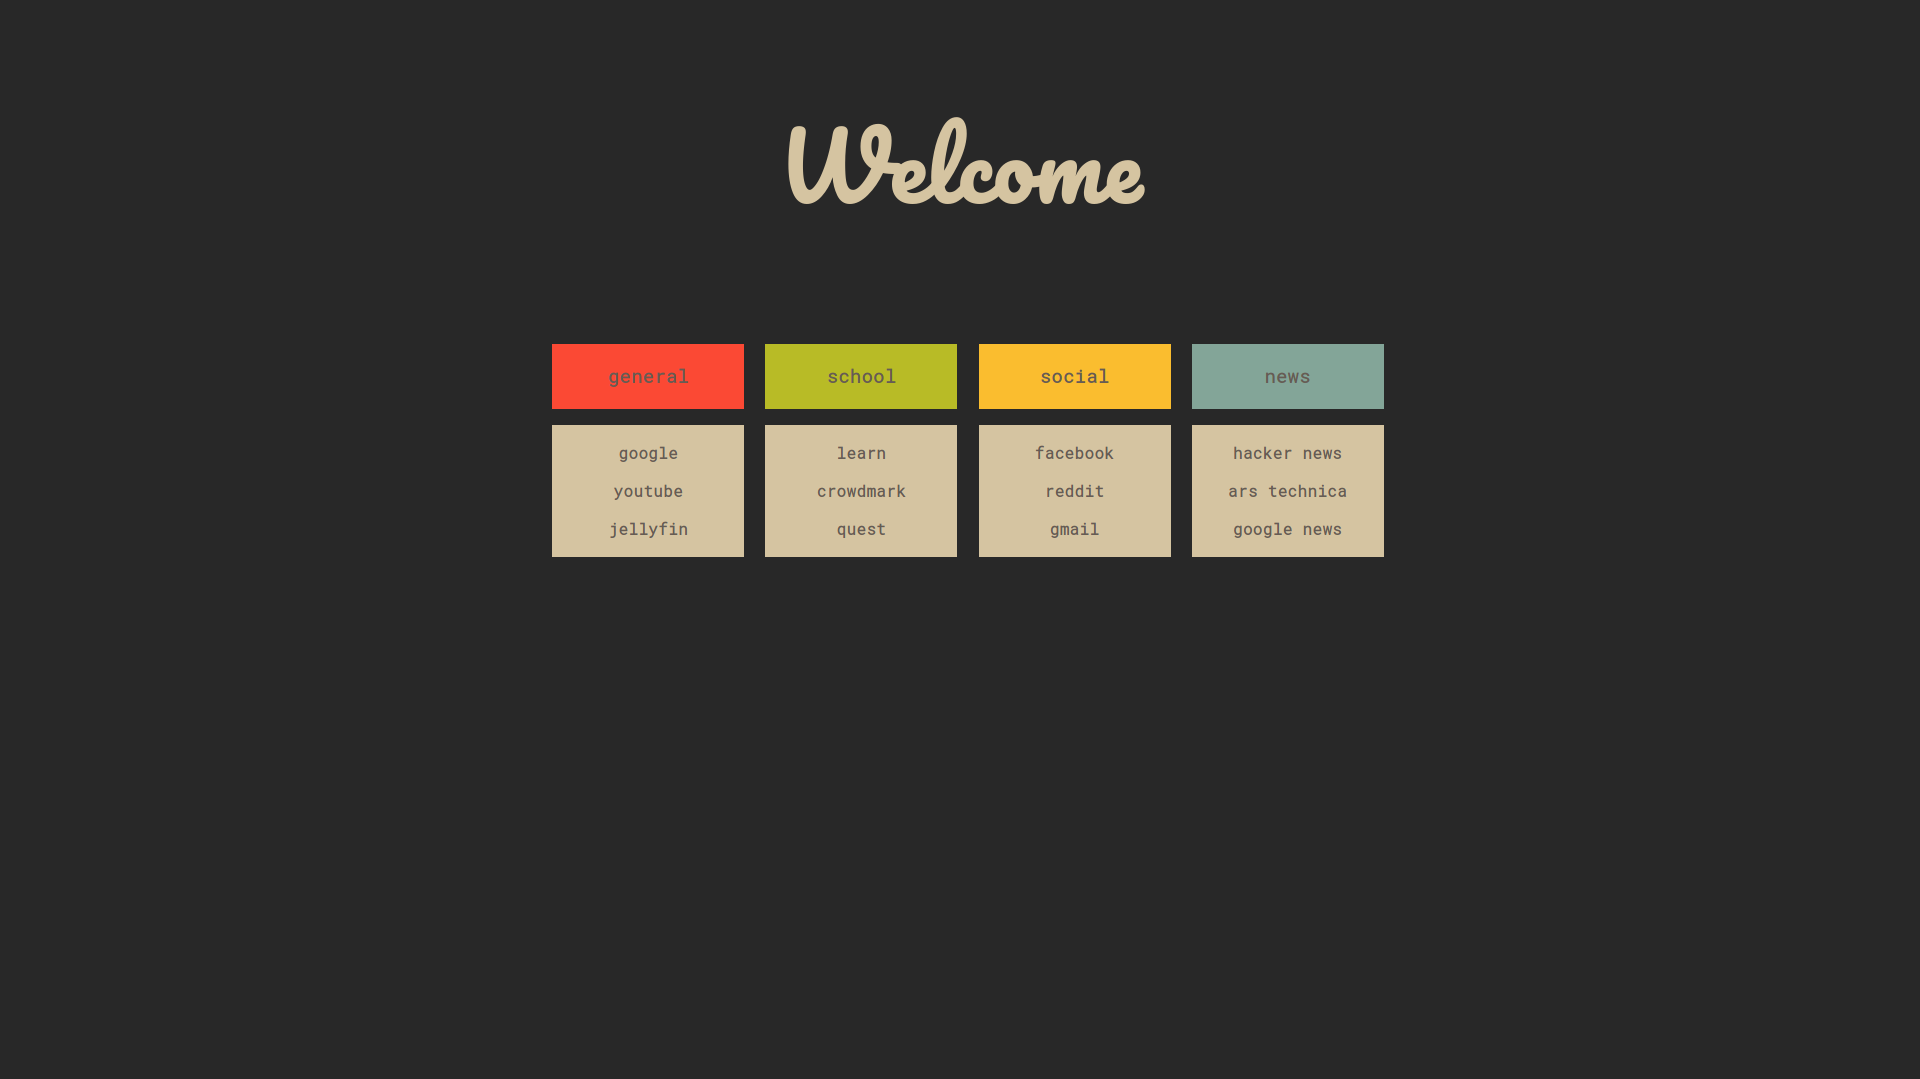 Welcome
general
school
social
news
google
youtube
jellyfin
learn
crowdmark
quest
facebook
reddit
gmail
hacker news
ars technica
google news